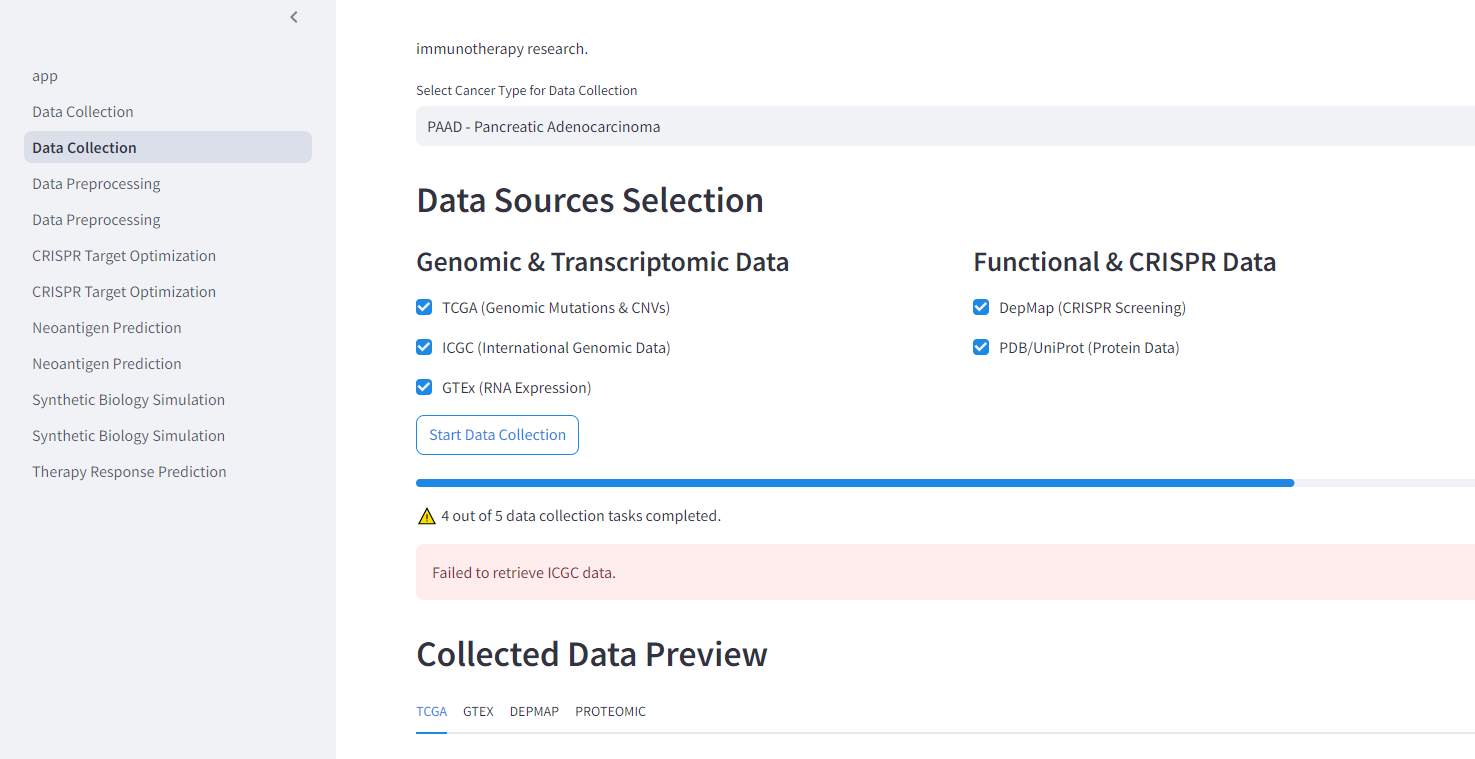 app
Data Collection
Data Collection
Data Preprocessing
Data Preprocessing
CRISPR Target Optimization
CRISPR Target Optimization
Neoantigen Prediction
Neoantigen Prediction
Synthetic Biology Simulation
Synthetic Biology Simulation
Therapy Response Prediction
immunotherapy research.
Select Cancer Type for Data Collection
PAAD - Pancreatic Adenocarcinoma
Data Sources Selection
Genomic & Transcriptomic Data
TCGA (Genomic Mutations & CNVs)
ICGC (International Genomic Data)
GTEx (RNA Expression)
Functional & CRISPR Data
DepMap (CRISPR Screening)
PDB/UniProt (Protein Data)
Start Data Collection
4 out of 5 data collection tasks completed.
Failed to retrieve ICGC data.
Collected Data Preview
TCGA GTEX DEPMAP PROTEOMIC